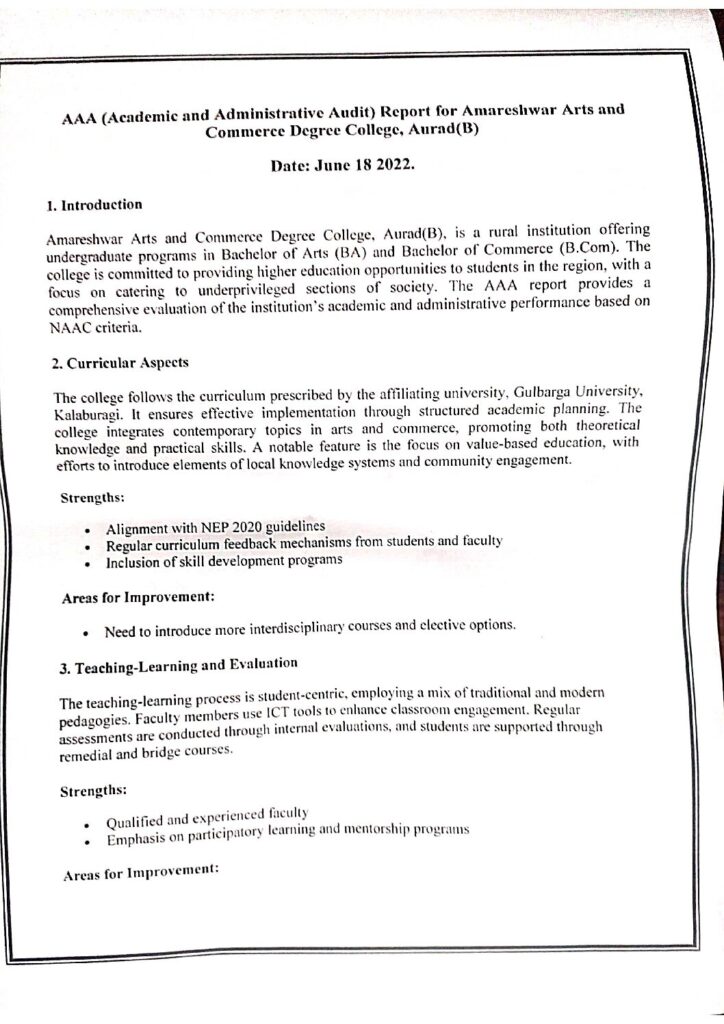 AAA (Academic and Administrative Audit) Report for Amareshwar Arts and
Commerce Degree College, Aurad(B)
Date: June 18 2022.
1. Introduction
Amareshwar Arts and Commerce Degree College, Aurad(B), is a rural institution offering
undergraduate programs in Bachelor of Arts (BA) and Bachelor of Commerce (B.Com). The
college is committed to providing higher education opportunities to students in the region, with a
focus on catering to underprivileged sections of society. The AAA report provides a
comprehensive evaluation of the institution's academic and administrative performance based on
NAAC criteria.
2. Curricular Aspects
The college follows the curriculum prescribed by the affiliating university, Gulbarga University,
Kalaburagi. It ensures effective implementation through structured academic planning. The
college integrates contemporary topics in arts and commerce, promoting both theoretical
knowledge and practical skills. A notable feature is the focus on value-based education, with
efforts to introduce elements of local knowledge systems and community engagement.
Strengths:
• Alignment with NEP 2020 guidelines
• Regular curriculum feedback mechanisms from students and faculty
• Inclusion of skill development programs
Areas for Improvement:
• Need to introduce more interdisciplinary courses and elective options.
3. Teaching-Learning and Evaluation
The teaching-learning process is student-centric, employing a mix of traditional and modern
pedagogies. Faculty members use ICT tools to enhance classroom engagement. Regular
assessments are conducted through internal evaluations, and students are supported through
remedial and bridge courses.
Strengths:
• Qualified and experienced faculty
• Emphasis on participatory learning and mentorship programs
Areas for Improvement: